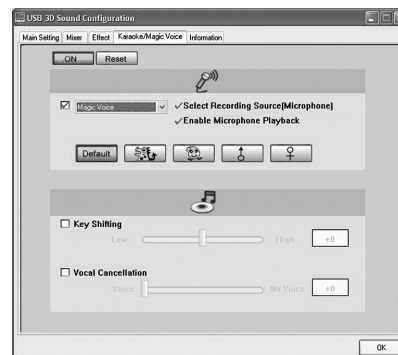 USB 3D Sound Configuration
Main Setting Mixer Effect Karaoke/Magic Voice Information
ON Reset
Magic Voice ✓Select Recording Source(Microphone)
✓Enable Microphone Playback
Default
Key Shifting
Low High +0
Vocal Cancellation
Voice No Voice +0
OK